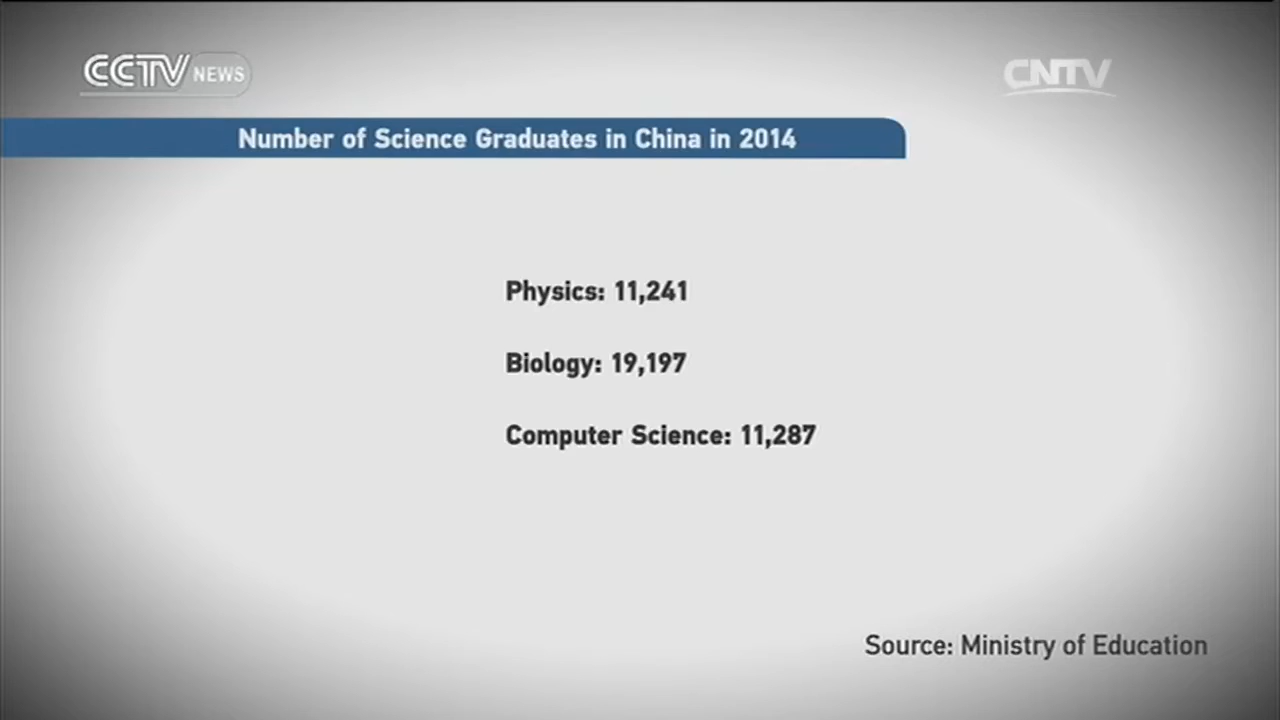 CCTV NEWS
CNTV
Number of Science Graduates in China in 2014
Physics: 11,241
Biology: 19,197
Computer Science: 11,287
Source: Ministry of Education